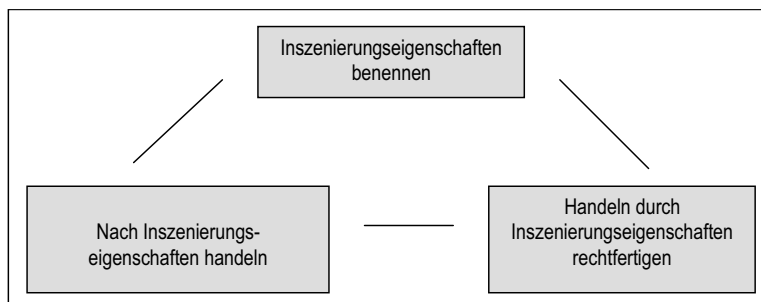 Inszenierungseigenschaften
benennen
Nach Inszenierungs-
eigenschaften handeln
Handeln durch
Inszenierungseigenschaften
rechtfertigen